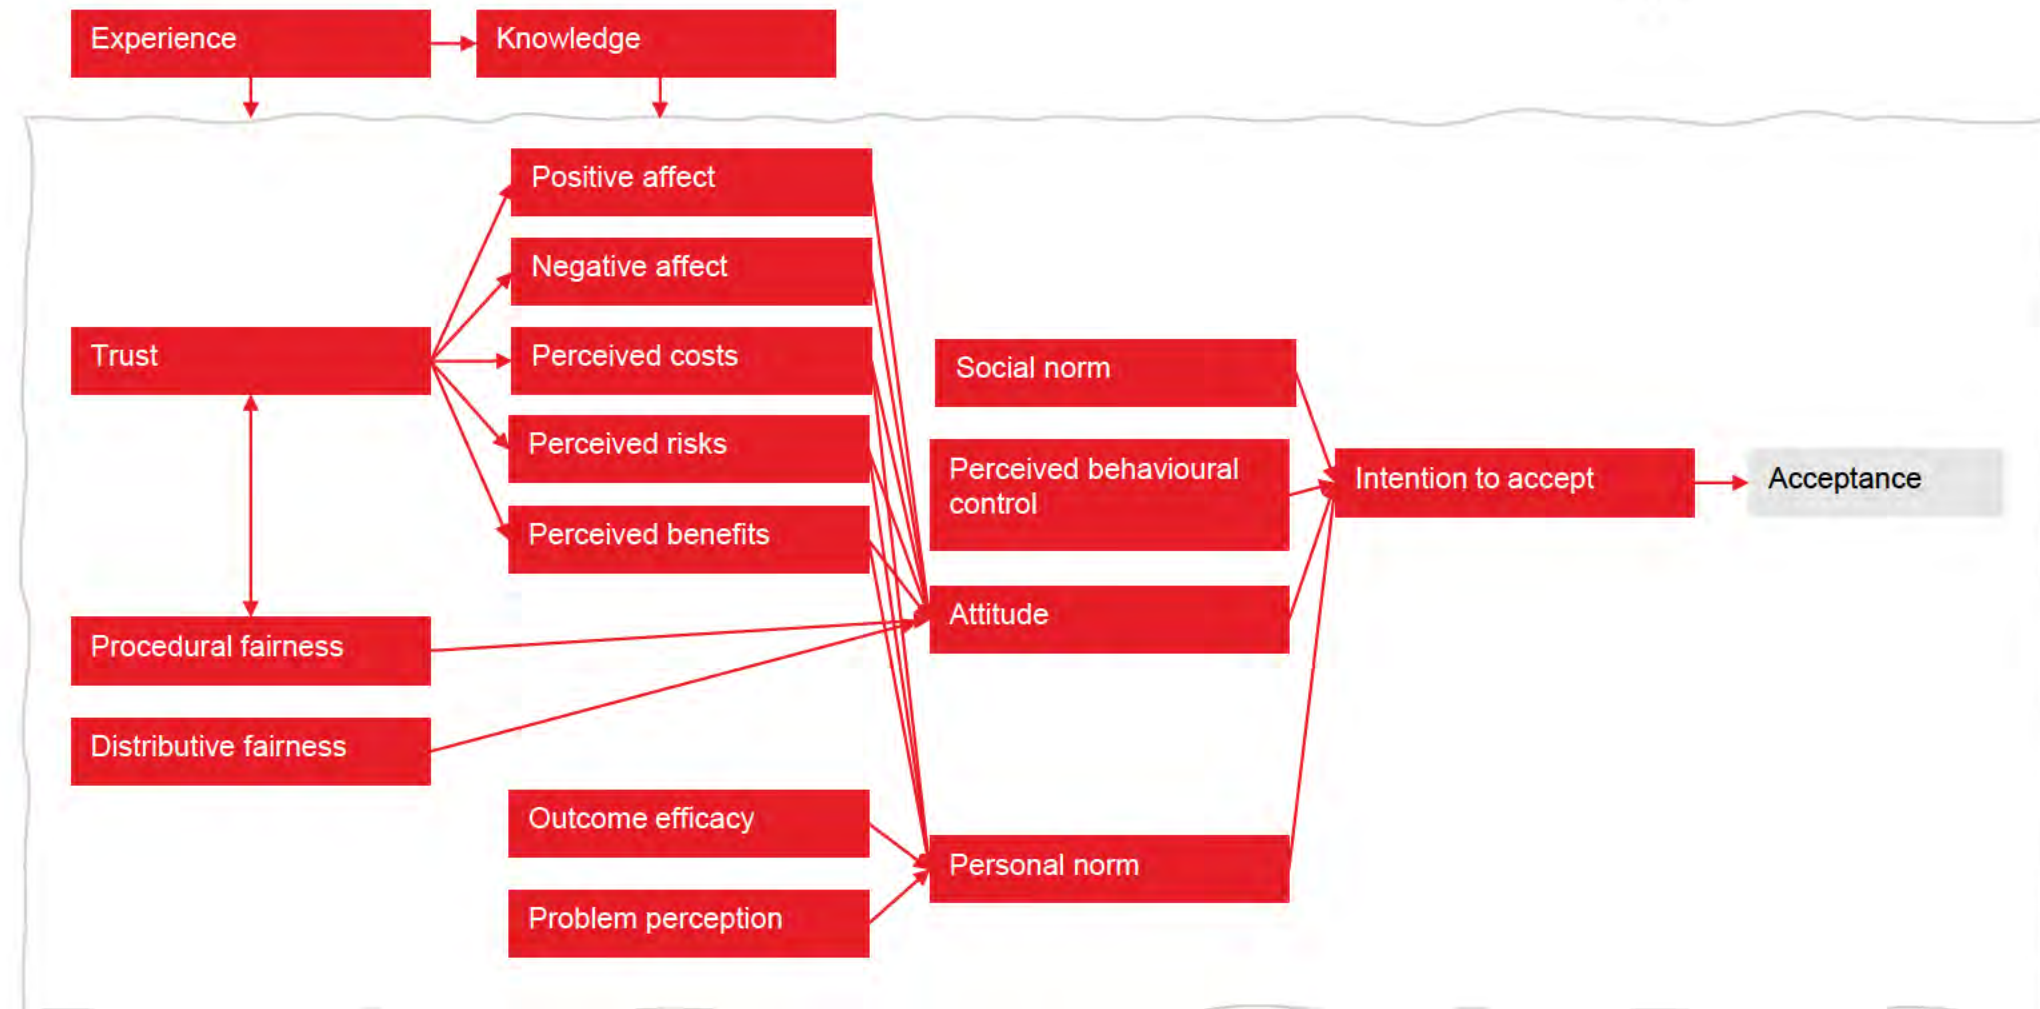 Experience
Knowledge
Positive affect
Negative affect
Trust
Perceived costs
Perceived risks
Perceived benefits
Social norm
Perceived behavioural
control
Intention to accept
Acceptance
Attitude
Procedural fairness
Distributive fairness
Outcome efficacy
Personal norm
Problem perception